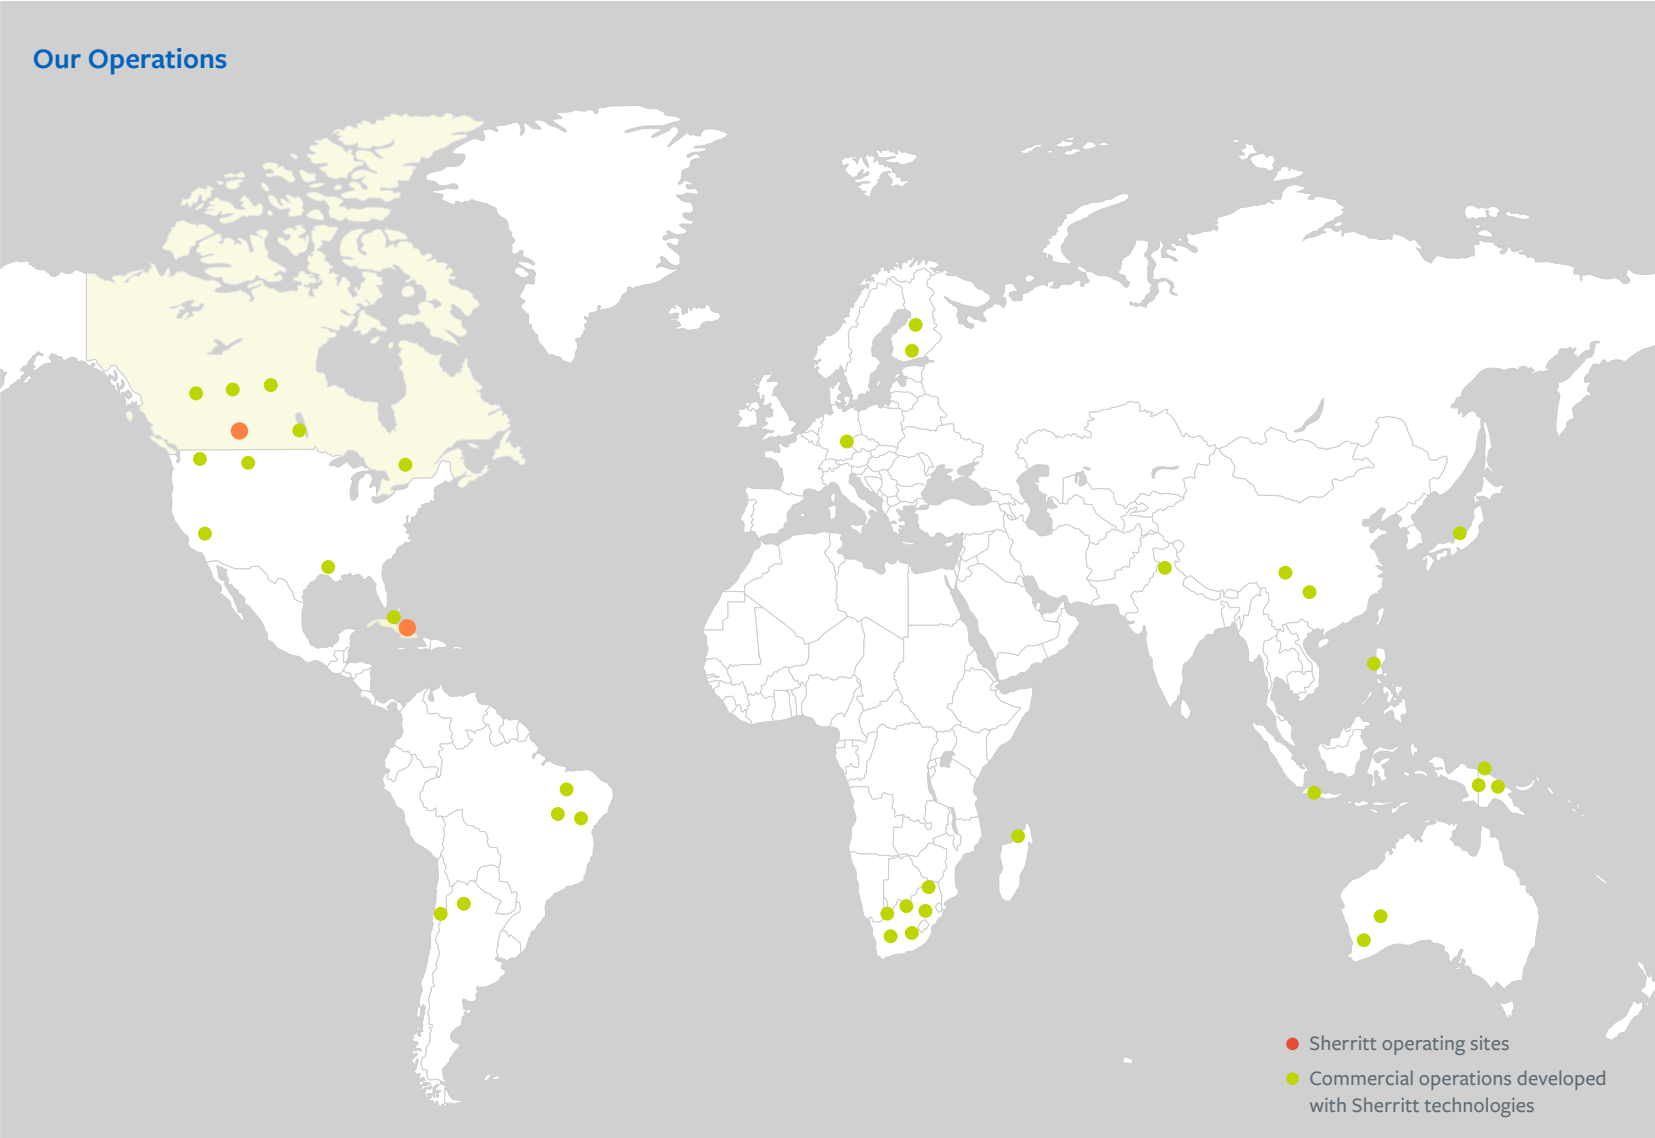 Our Operations
Sherritt operating sites
Commercial operations developed
with Sherritt technologies